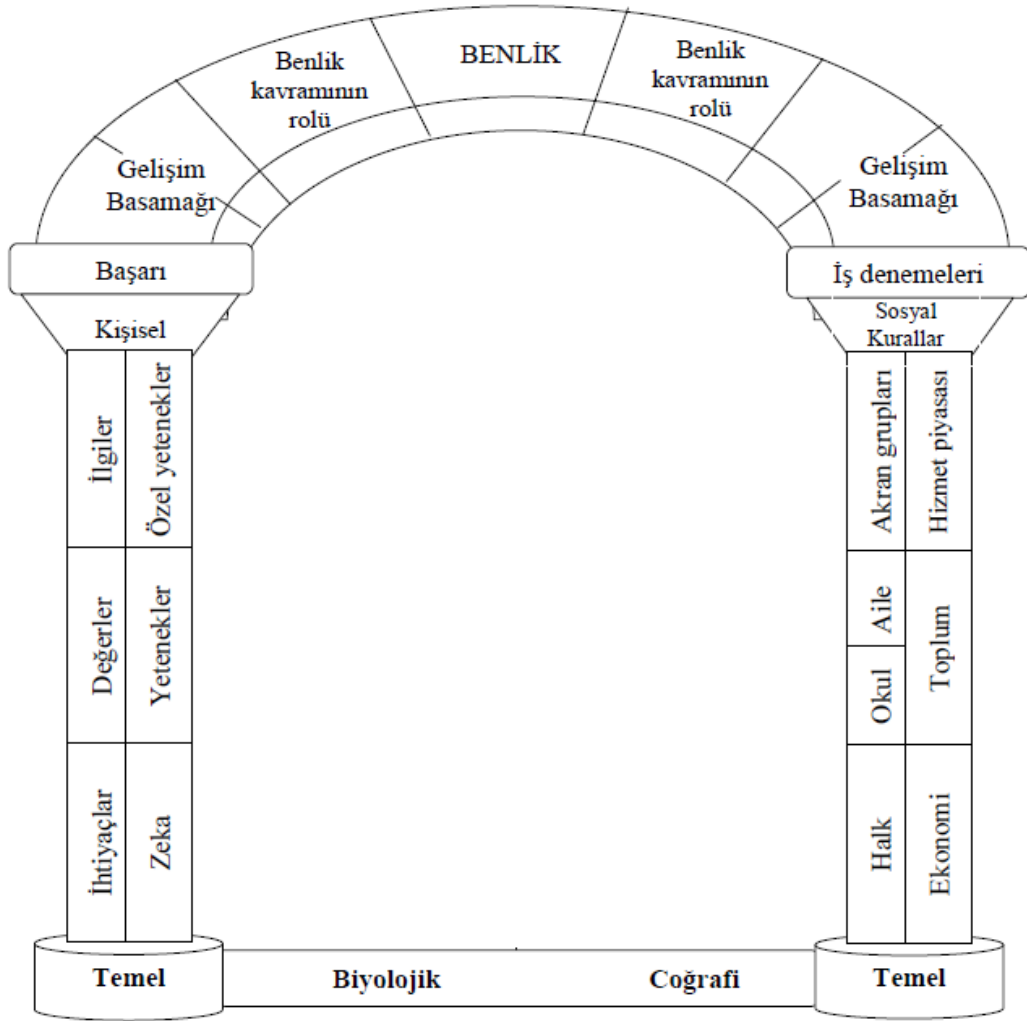 BENLİK
Benlik
kavramının
rolü
Benlik
kavramının
rolü
Gelişim
Basamağı
Gelişim
Basamağı
Başarı
İş denemeleri
Kişisel
Sosyal
Kurallar
İlgiler
Özel yetenekler
Akran grupları
Hizmet piyasası
Değerler
Yetenekler
Aile
Okul
Toplum
İhtiyaçlar
Zeka
Halk
Ekonomi
Temel
Biyolojik
Coğrafi
Temel